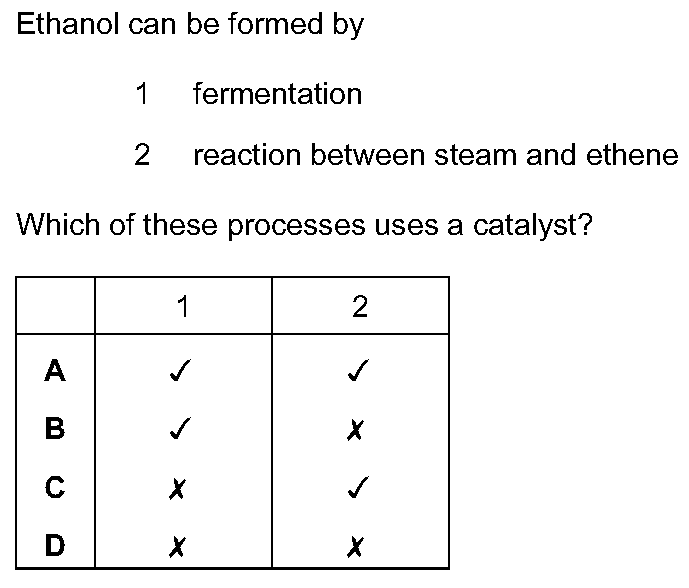 Ethanol can be formed by
1 fermentation
2 reaction between steam and ethene
Which of these processes uses a catalyst?
1 2
A ✓ ✓
B ✓ ✗
C ✗ ✓
D ✗ ✗